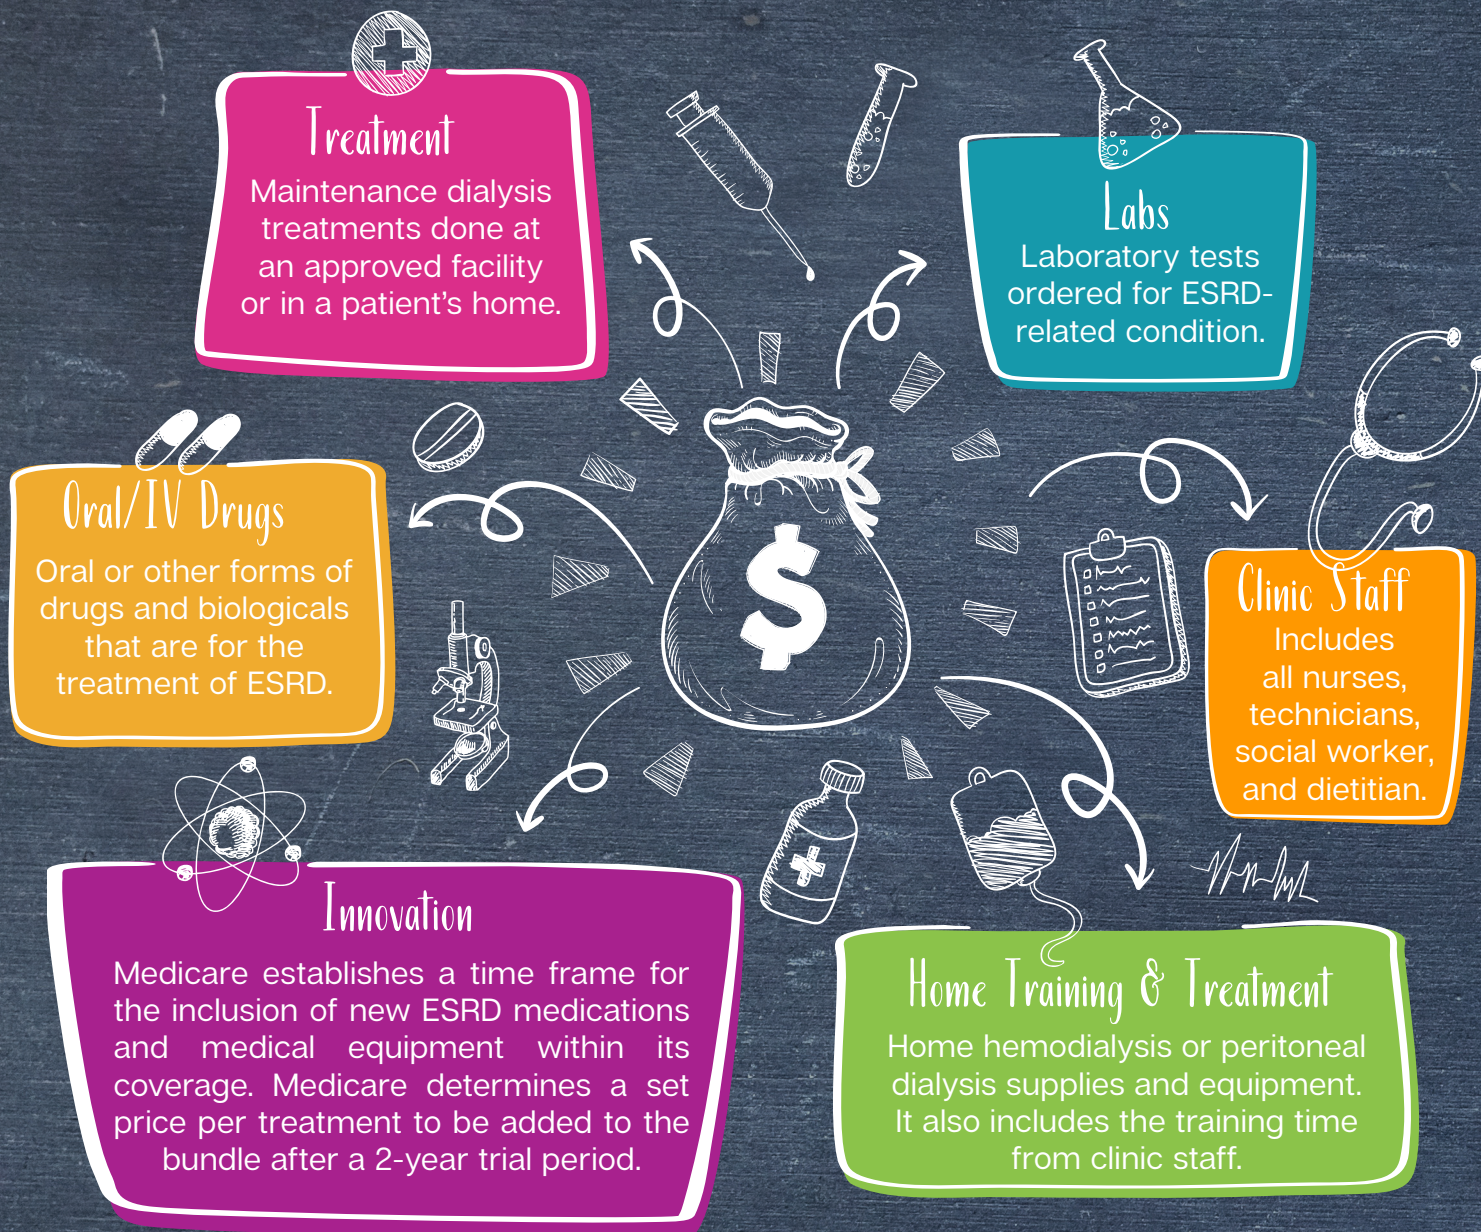 Treatment
Maintenance dialysis
treatments done at
an approved facility
or in a patient's home.
Labs
Laboratory tests
ordered for ESRD-
related condition.
Oral/IV Drugs
Oral or other forms of
drugs and biologicals
that are for the
treatment of ESRD.
$
Clinic Staff
Includes
all nurses,
technicians,
social worker,
and dietitian.
Innovation
Medicare establishes a time frame for
the inclusion of new ESRD medications
and medical equipment within its
coverage. Medicare determines a set
price per treatment to be added to the
bundle after a 2-year trial period.
Home Training & Treatment
Home hemodialysis or peritoneal
dialysis supplies and equipment.
It also includes the training time
from clinic staff.